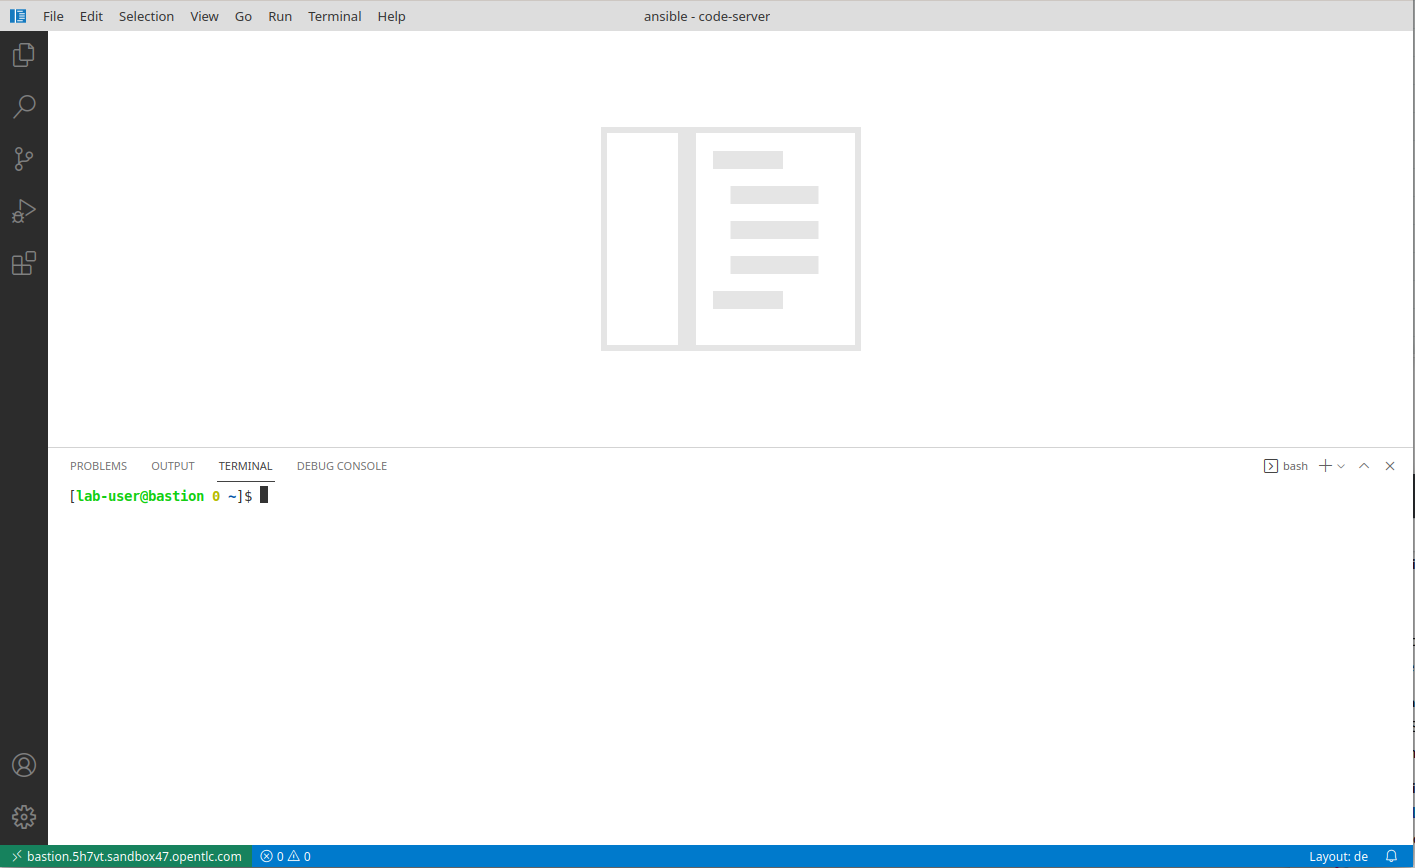 File Edit Selection View Go Run Terminal Help ansible - code-server
PROBLEMS OUTPUT TERMINAL DEBUG CONSOLE bash
[lab-user@bastion 0 ~]$
bastion.5h7vt.sandbox47.opentlc.com 0 0 Layout: de